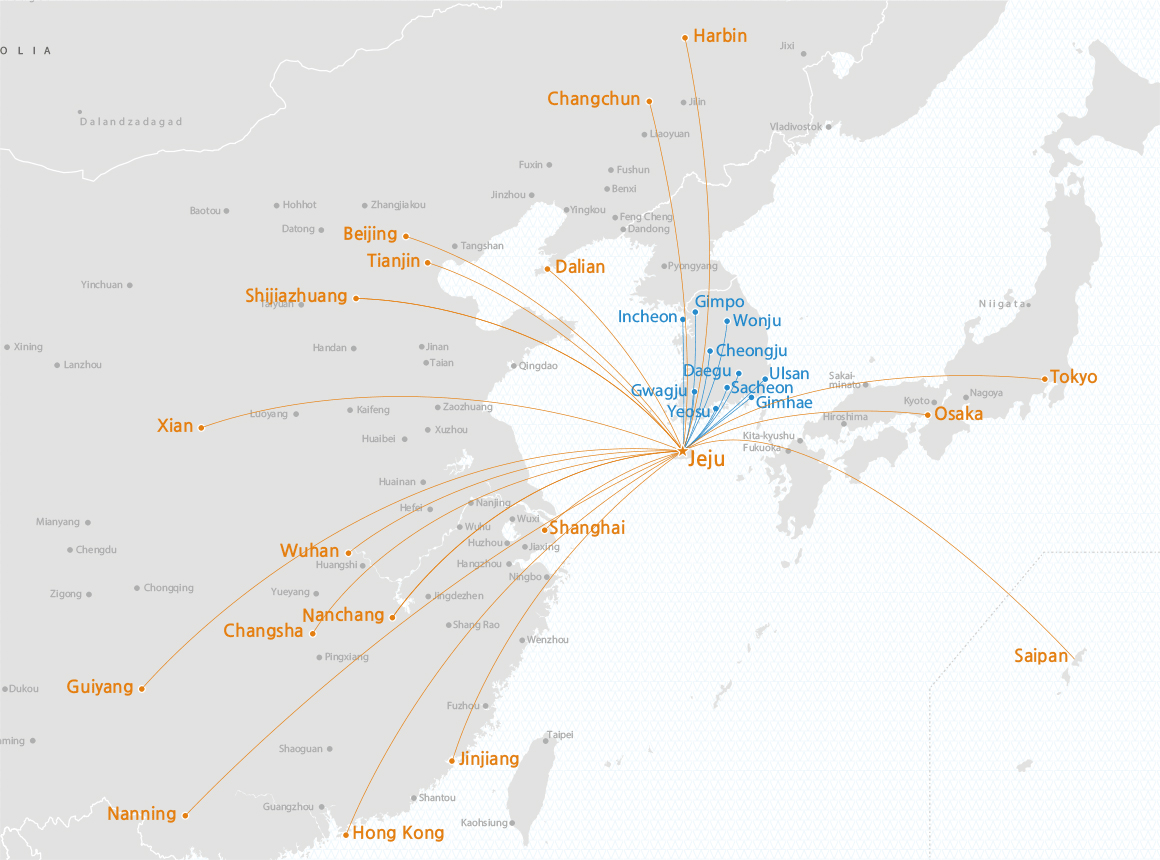 Harbin
Jixi
OLIA
Changchun
Jilin
Dalandzadagad
Vladivostok
Liaoyuan
Fuxin
Fushun
Benxi
Jinzhou
Hohhot
Zhangjiakou
Baotou
Yingkou
Feng Cheng
Datong
Dandong
Beijing
Tangshan
Tianjin
Dalian
Pyongyang
Yinchuan
Shijiazhuang
Taiyuan
Gimpo
Niigata
Incheon
Wonju
Xining
Handan
Jinan
Cheongju
Lanzhou
Taian
Qingdao
Daegu
Ulsan
Sakai-
minato
Tokyo
Gwagju
Sacheon
Nagoya
Kyoto
Gimhae
Luoyang
Kaifeng
Zaozhuang
Yeosu
Osaka
Hiroshima
Xian
Xuzhou
Huaibei
Kita-kyushu
Fukuoka
Jeju
Huainan
Nanjing
Hefei
Mianyang
Wuxi
Wuhu
Shanghai
Huzhou
Chengdu
Wuhan
Jiaxing
Huangshi
Hangzhou
Ningbo
Chongqing
Zigong
Yueyang
Jingdezhen
Nanchang
Shang Rao
Changsha
Wenzhou
Pingxiang
Saipan
Dukou
Guiyang
Fuzhou
Taipei
ming
Shaoguan
Jinjiang
Shantou
Guangzhou
Nanning
Kaohsiung
Hong Kong